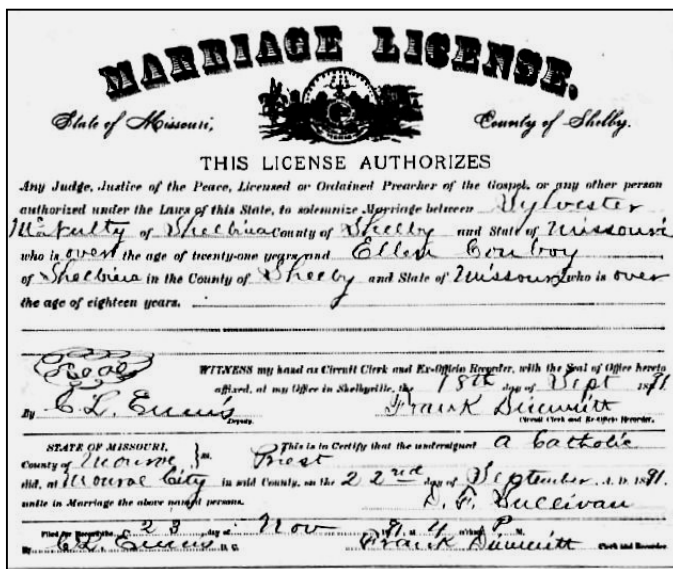 MARRIAGE LICENSE.
State of Missouri, County of Shelby.
THIS LICENSE AUTHORIZES
Any Judge, Justice of the Peace, Licensed or Ordained Preacher of the Gospel, or any other person
authorized under the Laws of this State, to solemnize Marriage between Sylvester
McNulty of Shelbina County of Shelby and State of Missouri
who is over the age of twenty-one years and Ellen Conboy
of Shelbina in the County of Shelby and State of Missouri who is over
the age of eighteen years.
Seal WITNESS my hand as Circuit Clerk and Ex-Officio Recorder, with the Seal of Office hereto
affixed, at my Office in Shelbyville, the 18th day of Sept 1891.
By C L. Ennis Deputy. Frank Dimmitt
Circuit Clerk and Ex-Officio Recorder.
STATE OF MISSOURI, This is to Certify that the undersigned A Catholic
County of Monroe } ss. Priest
did, at Monroe City in said County, on the 22nd day of September A. D. 1891.
unite in Marriage the above named persons. D. F. Sullivan
Filed for Record the 23 day of Nov 1891 at 4 o'clock P. M.
By C L Ennis D. C. Frank Dimmitt Clerk and Recorder